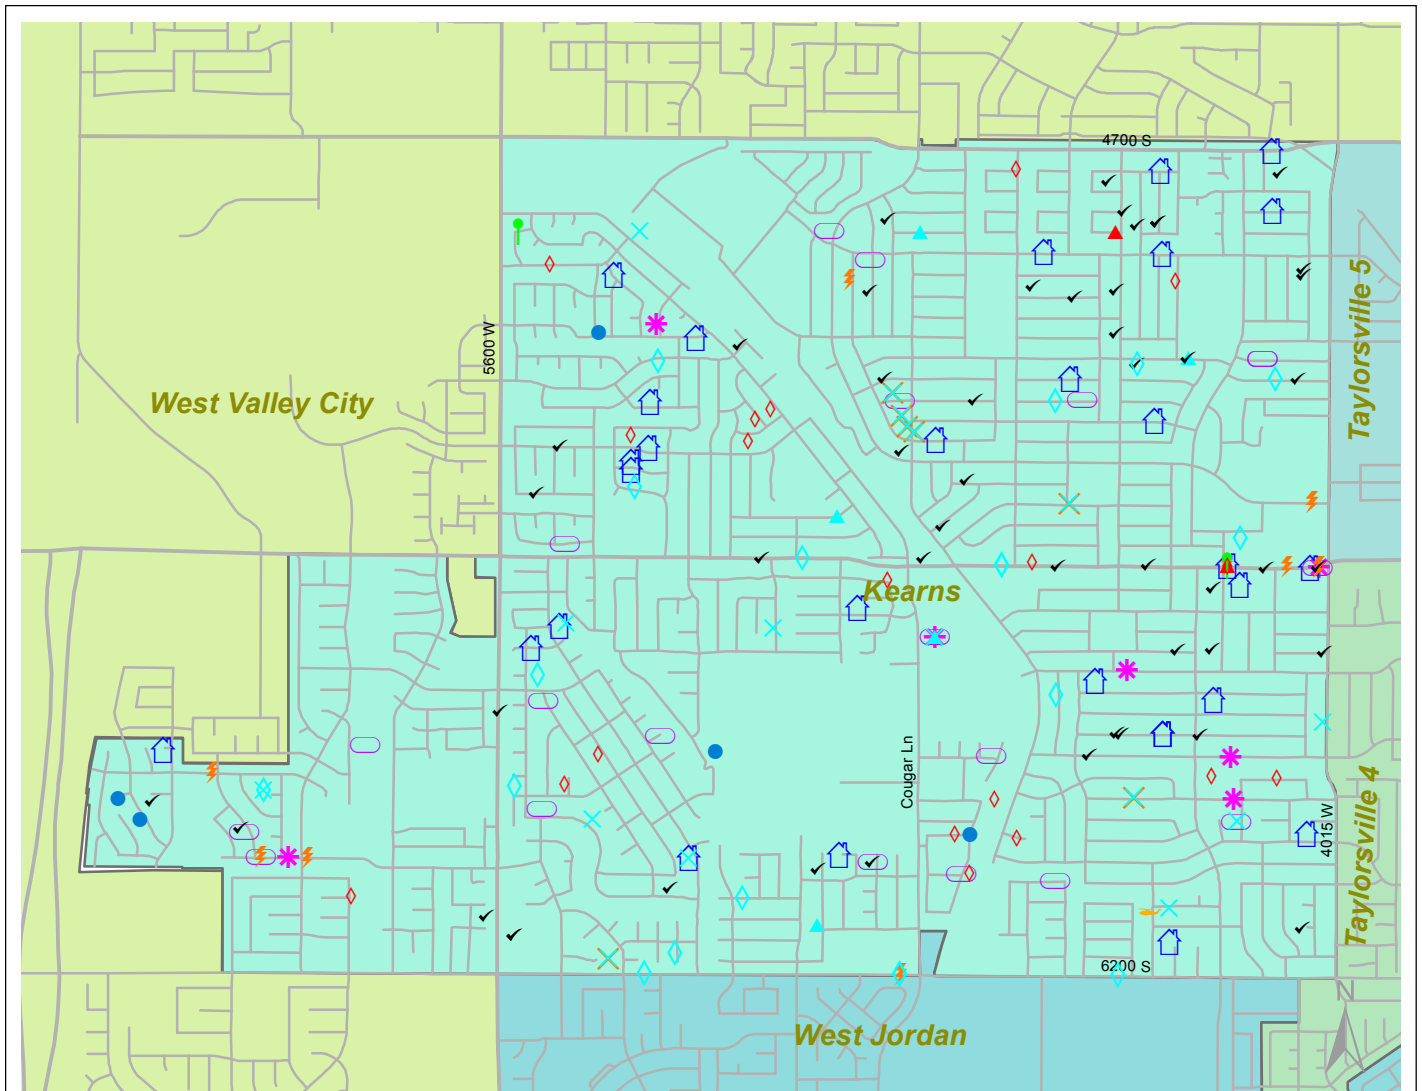 4700 S
Taylorsville 5
5600 W
West Valley City
Kearns
Cougar Ln
4015 W
Taylorsville 4
6200 S
N
West Jordan